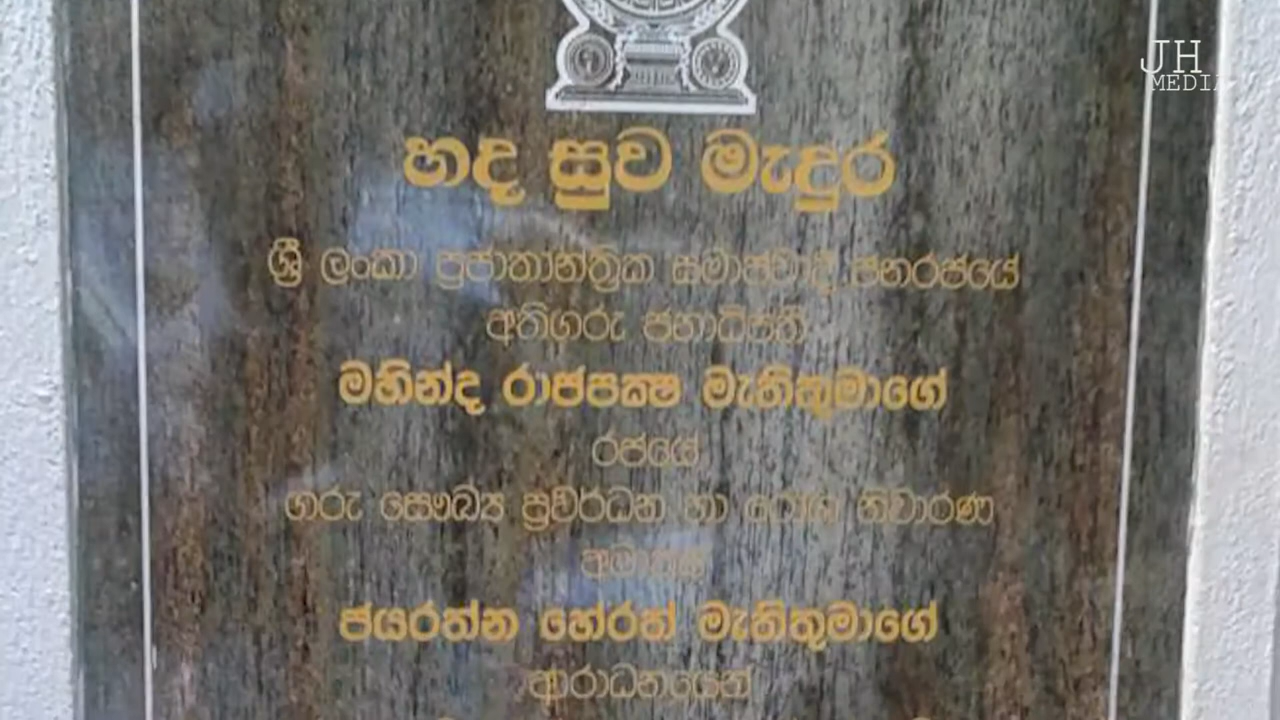 JH
MEDIA
හද සුව මැදුර
ශ්‍රී ලංකා ප්‍රජාතාන්ත්‍රික සමාජවාදී ජනරජයේ
අතිගරු ජනාධිපති
මහින්ද රාජපක්ෂ මැතිතුමාගේ
රජයේ
ගරු සෞඛ්‍ය ප්‍රවර්ධන හා රෝග නිවාරණ
අමාත්‍ය
ජයරත්න හේරත් මැතිතුමාගේ
ආරාධනයෙන්